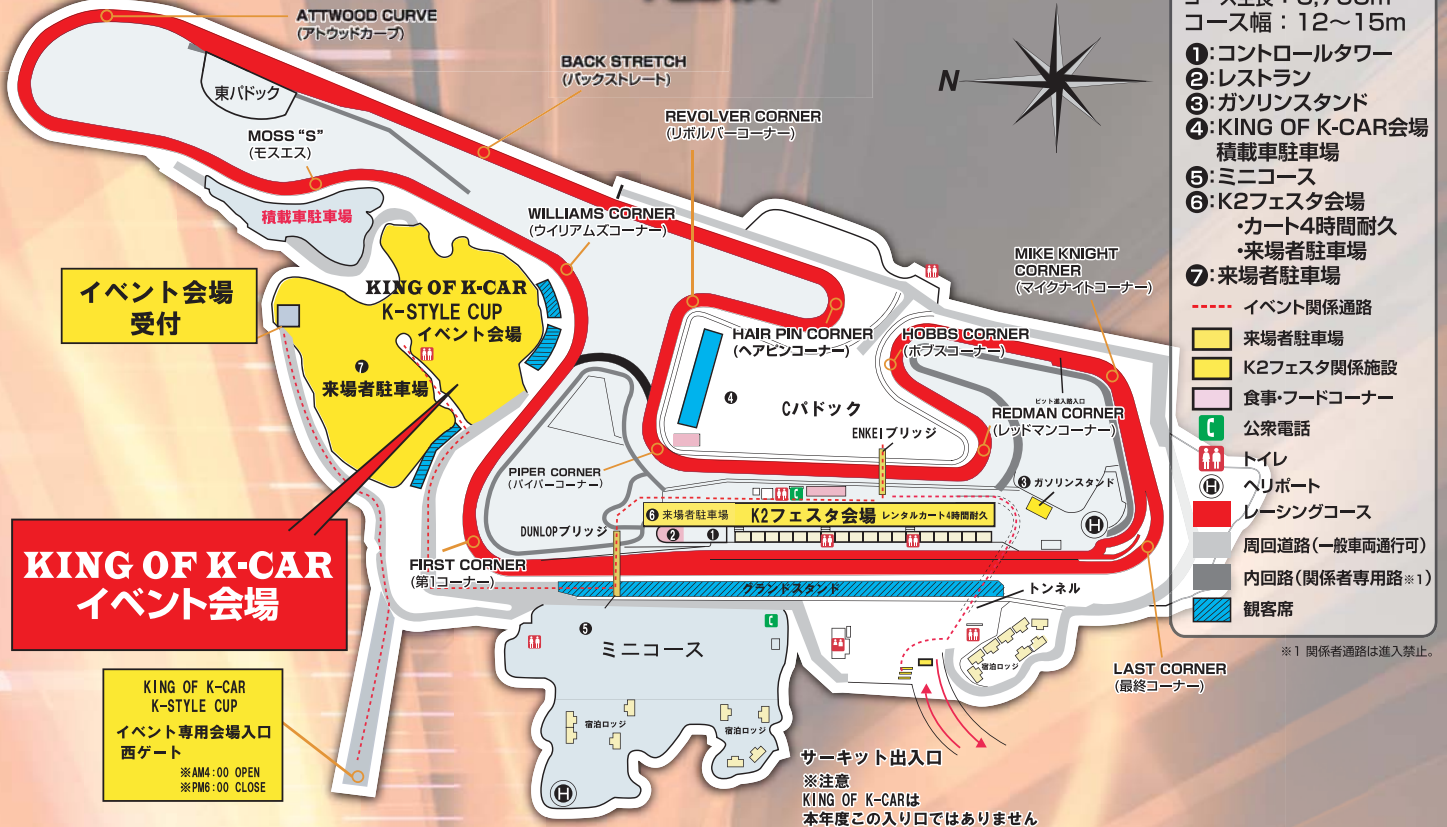 ATTWOOD CURVE
(アトウッドカーブ)
東パドック
BACK STRETCH
(バックストレート)
MOSS “S”
(モスエス)
REVOLVER CORNER
(リボルバーコーナー)
N
積載車駐車場
WILLIAMS CORNER
(ウイリアムズコーナー)
イベント会場
受付
KING OF K-CAR
K-STYLE CUP
イベント会場
❼
来場者駐車場
MIKE KNIGHT
CORNER
(マイクナイトコーナー)
HAIR PIN CORNER
(ヘアピンコーナー)
HOBBS CORNER
(ホブスコーナー)
❹
Cパドック
ピット進入路入口
REDMAN CORNER
(レッドマンコーナー)
ENKEIブリッジ
PIPER CORNER
(パイパーコーナー)
❸ガソリンスタンド
H
❻来場者駐車場 K2フェスタ会場 レンタルカート4時間耐久
❷ ❶
DUNLOPブリッジ
FIRST CORNER
(第1コーナー)
グランドスタンド
トンネル
KING OF K-CAR
イベント会場
❺
ミニコース
宿泊ロッジ
宿泊ロッジ
宿泊ロッジ
H
LAST CORNER
(最終コーナー)
KING OF K-CAR
K-STYLE CUP
イベント専用会場入口
西ゲート
※AM4:00 OPEN
※PM6:00 CLOSE
サーキット出入口
※注意
KING OF K-CARは
本年度この入り口ではありません
コース幅：12～15m
❶:コントロールタワー
❷:レストラン
❸:ガソリンスタンド
❹:KING OF K-CAR会場
積載車駐車場
❺:ミニコース
❻:K2フェスタ会場
・カート4時間耐久
・来場者駐車場
❼:来場者駐車場
イベント関係通路
来場者駐車場
K2フェスタ関係施設
食事・フードコーナー
公衆電話
トイレ
H ヘリポート
レーシングコース
周回道路(一般車両通行可)
内回路(関係者専用路※1)
観客席
※1 関係者通路は進入禁止。